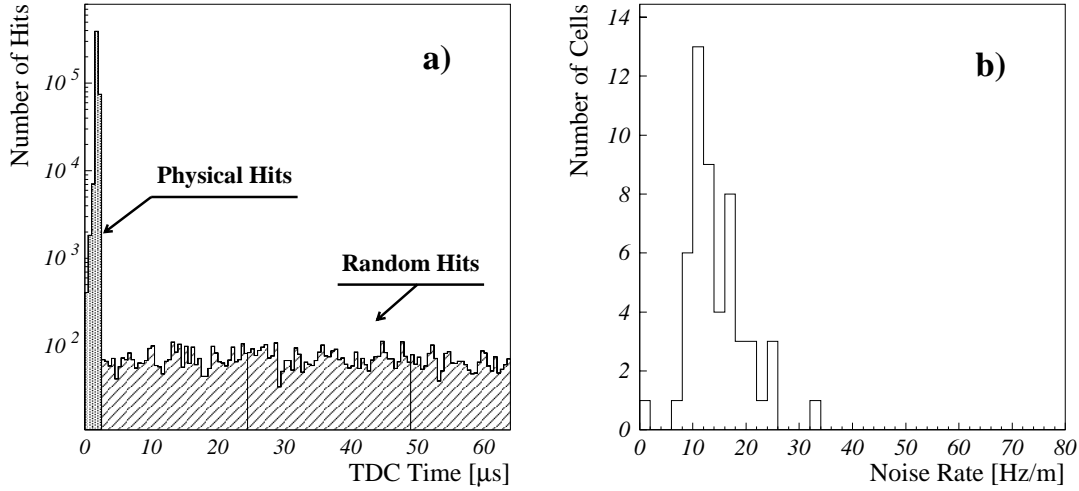 a)
Number of Hits
10^5
10^4
10^3
10^2
Physical Hits
Random Hits
0 10 20 30 40 50 60
TDC Time [μs]
b)
Number of Cells
14
12
10
8
6
4
2
0
0 10 20 30 40 50 60 70 80
Noise Rate [Hz/m]